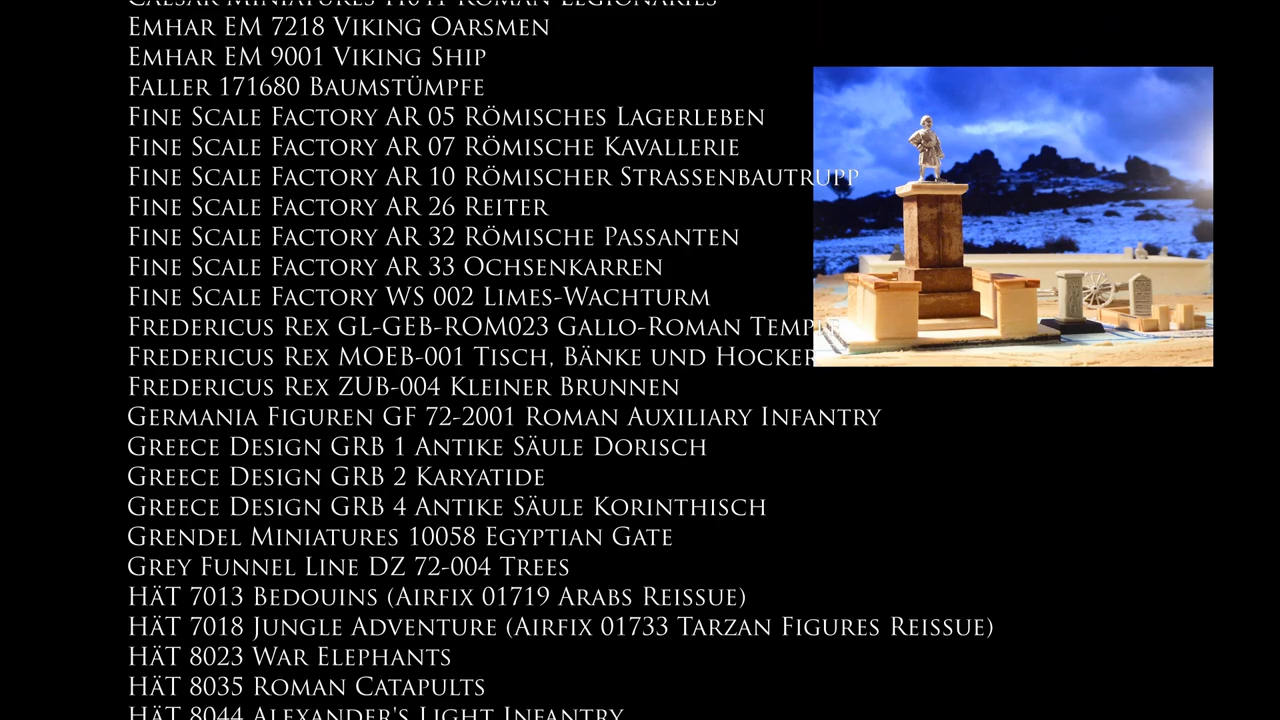 Caesar Miniatures H041 Roman Legionaries
Emhar EM 7218 Viking Oarsmen
Emhar EM 9001 Viking Ship
Faller 171680 Baumstümpfe
Fine Scale Factory AR 05 Römisches Lagerleben
Fine Scale Factory AR 07 Römische Kavallerie
Fine Scale Factory AR 10 Römischer Strassenbautrupp
Fine Scale Factory AR 26 Reiter
Fine Scale Factory AR 32 Römische Passanten
Fine Scale Factory AR 33 Ochsenkarren
Fine Scale Factory WS 002 Limes-Wachturm
Fredericus Rex GL-GEB-ROM023 Gallo-Roman Temple
Fredericus Rex MOEB-001 Tisch, Bänke und Hocker
Fredericus Rex ZUB-004 Kleiner Brunnen
Germania Figuren GF 72-2001 Roman Auxiliary Infantry
Greece Design GRB 1 Antike Säule Dorisch
Greece Design GRB 2 Karyatide
Greece Design GRB 4 Antike Säule Korinthisch
Grendel Miniatures 10058 Egyptian Gate
Grey Funnel Line DZ 72-004 Trees
HäT 7013 Bedouins (Airfix 01719 Arabs Reissue)
HäT 7018 Jungle Adventure (Airfix 01733 Tarzan Figures Reissue)
HäT 8023 War Elephants
HäT 8035 Roman Catapults
HäT 8044 Alexander's Light Infantry